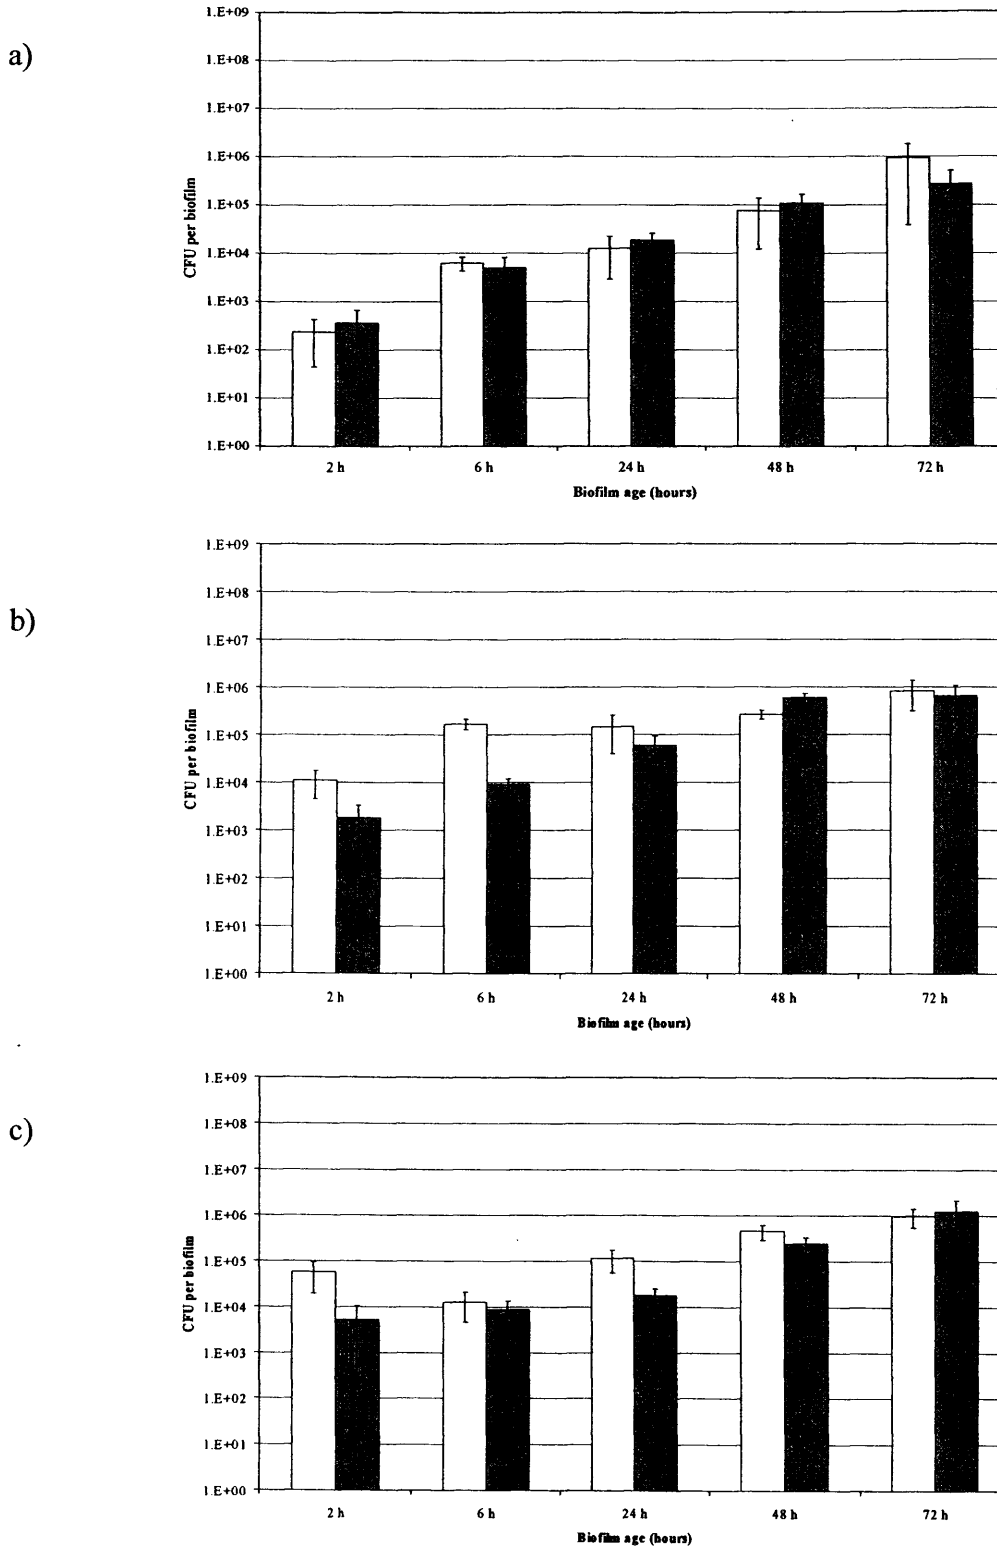 a)
CFU per biofilm
1.E+09
1.E+08
1.E+07
1.E+06
1.E+05
1.E+04
1.E+03
1.E+02
1.E+01
1.E+00
2 h 6 h 24 h 48 h 72 h
Biofilm age (hours)
b)
CFU per biofilm
1.E+09
1.E+08
1.E+07
1.E+06
1.E+05
1.E+04
1.E+03
1.E+02
1.E+01
1.E+00
2 h 6 h 24 h 48 h 72 h
Biofilm age (hours)
c)
CFU per biofilm
1.E+09
1.E+08
1.E+07
1.E+06
1.E+05
1.E+04
1.E+03
1.E+02
1.E+01
1.E+00
2 h 6 h 24 h 48 h 72 h
Biofilm age (hours)